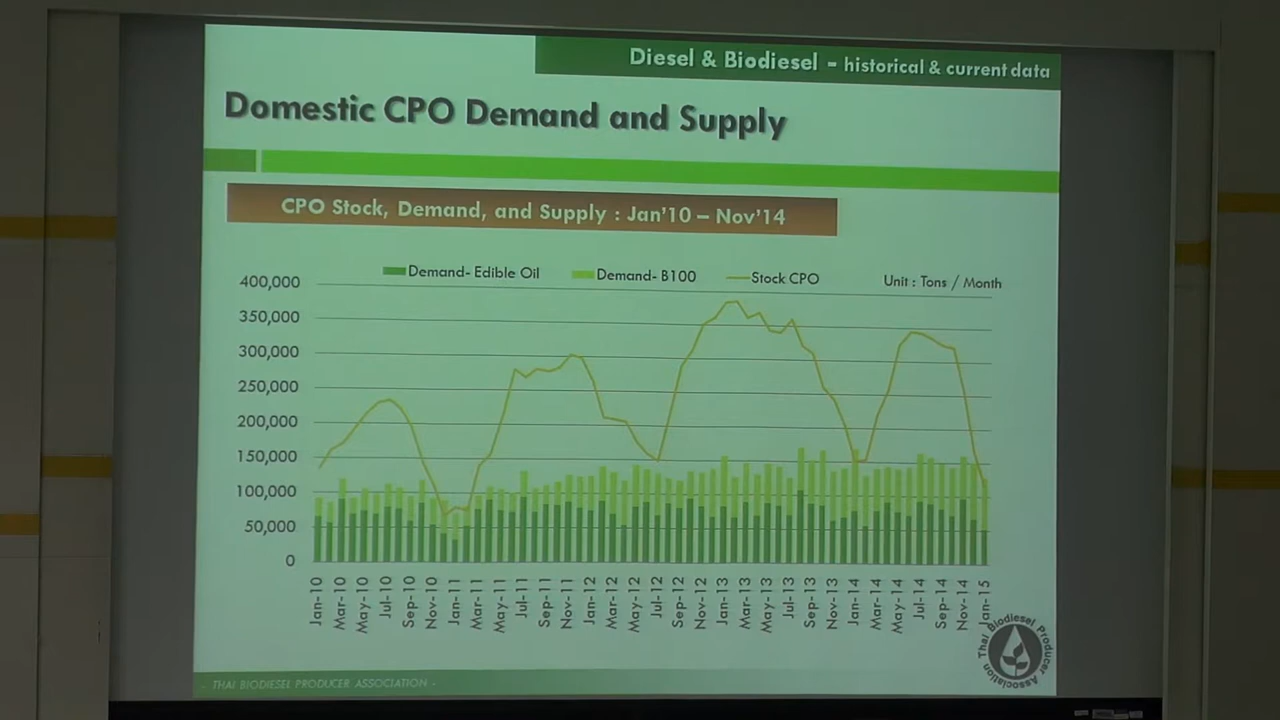 Diesel & Biodiesel - historical & current data
Domestic CPO Demand and Supply
CPO Stock, Demand, and Supply : Jan'10 – Nov'14
Demand- Edible Oil
Demand- B100
Stock CPO
Unit : Tons / Month
400,000
350,000
300,000
250,000
200,000
150,000
100,000
50,000
0
Jan-10
Mar-10
May-10
Jul-10
Sep-10
Nov-10
Jan-11
Mar-11
May-11
Jul-11
Sep-11
Nov-11
Jan-12
Mar-12
May-12
Jul-12
Sep-12
Nov-12
Jan-13
Mar-13
May-13
Jul-13
Sep-13
Nov-13
Jan-14
Mar-14
May-14
Jul-14
Sep-14
Nov-14
Jan-15
Thai Biodiesel Producer Association
- THAI BIODIESEL PRODUCER ASSOCIATION -